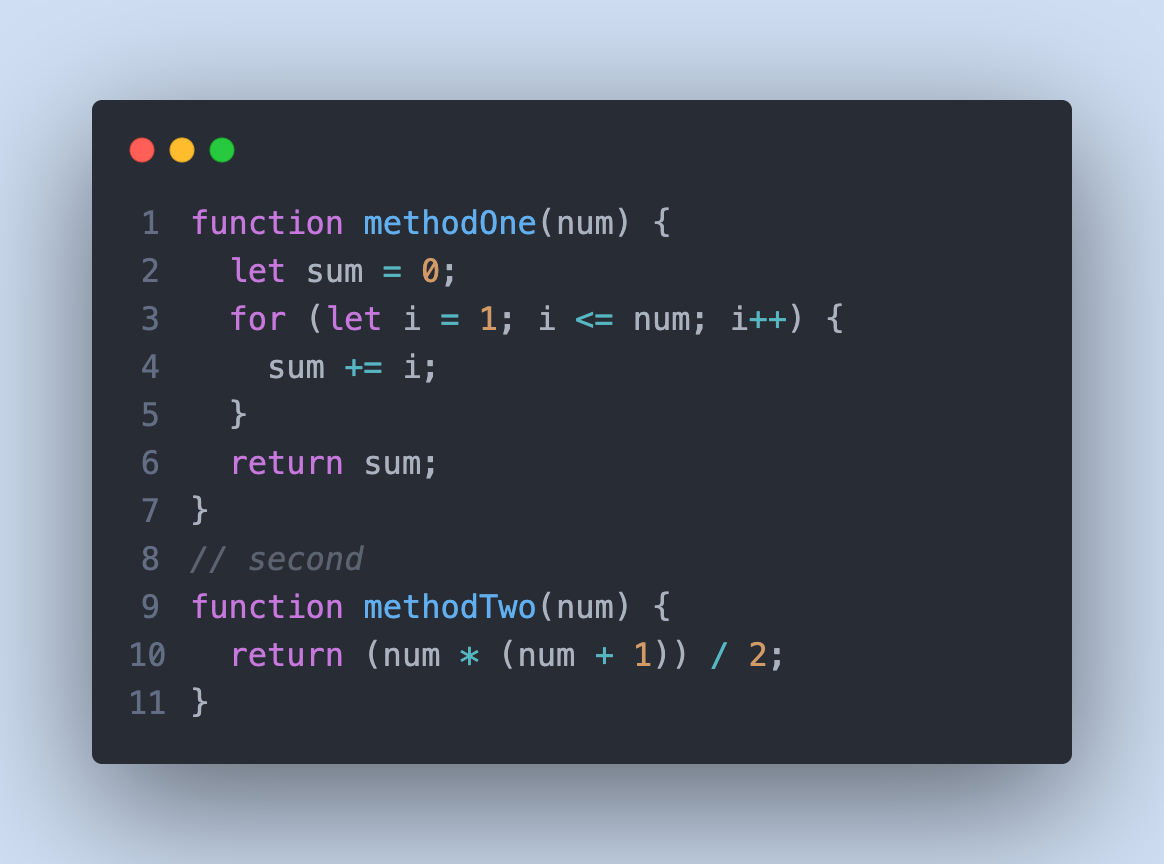 1 function methodOne(num) {
2   let sum = 0;
3   for (let i = 1; i <= num; i++) {
4     sum += i;
5   }
6   return sum;
7 }
8 // second
9 function methodTwo(num) {
10   return (num * (num + 1)) / 2;
11 }